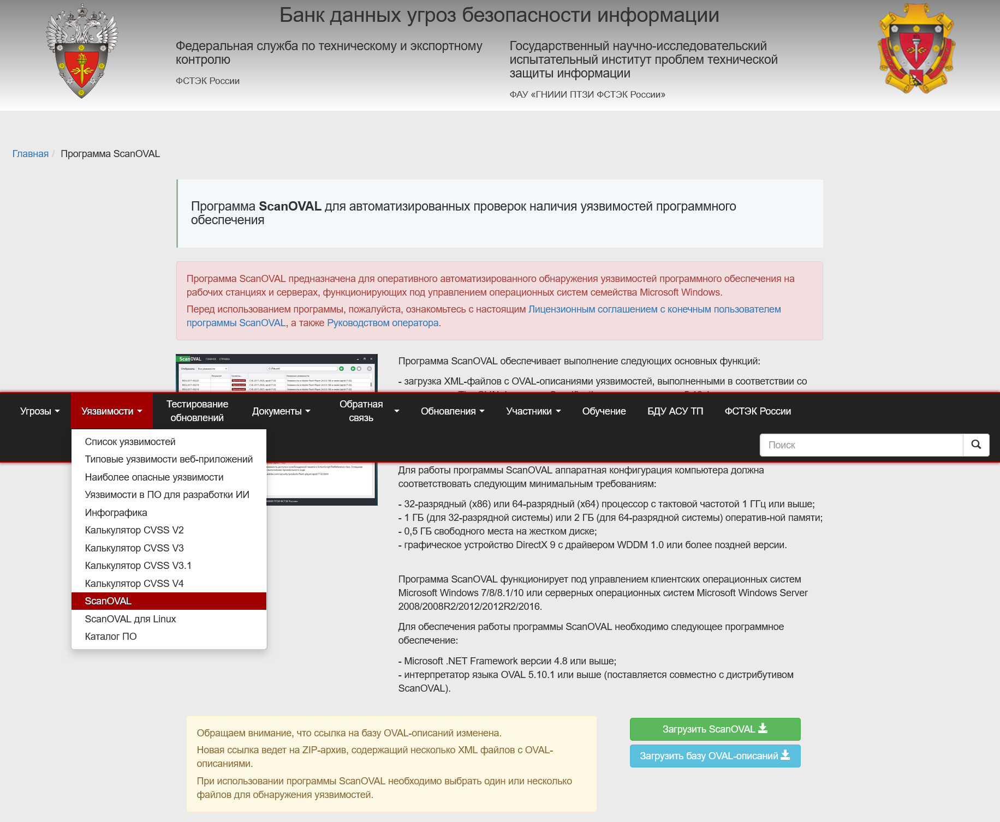 Банк данных угроз безопасности информации
Федеральная служба по техническому и экспортному
контролю
ФСТЭК России
Государственный научно-исследовательский
испытательный институт проблем технической
защиты информации
ФАУ «ГНИИИ ПТЗИ ФСТЭК России»
Главная / Программа ScanOVAL
Программа ScanOVAL для автоматизированных проверок наличия уязвимостей программного
обеспечения
Программа ScanOVAL предназначена для оперативного автоматизированного обнаружения уязвимостей программного обеспечения на
рабочих станциях и серверах, функционирующих под управлением операционных систем семейства Microsoft Windows.
Перед использованием программы, пожалуйста, ознакомьтесь с настоящим Лицензионным соглашением с конечным пользователем
программы ScanOVAL, а также Руководством оператора.
ScanOVAL ГЛАВНОЕ СПРАВКА
Программа ScanOVAL обеспечивает выполнение следующих основных функций:
- загрузка XML-файлов с OVAL-описаниями уязвимостей, выполненными в соответствии со
Угрозы
Уязвимости
Тестирование
обновлений
Документы
Обратная
связь
Обновления
Участники
Обучение
БДУ АСУ ТП
ФСТЭК России
Поиск
Список уязвимостей
Типовые уязвимости веб-приложений
Наиболее опасные уязвимости
Уязвимости в ПО для разработки ИИ
Инфографика
Калькулятор CVSS V2
Калькулятор CVSS V3
Калькулятор CVSS V3.1
Калькулятор CVSS V4
ScanOVAL
ScanOVAL для Linux
Каталог ПО
Для работы программы ScanOVAL аппаратная конфигурация компьютера должна
соответствовать следующим минимальным требованиям:
- 32-разрядный (x86) или 64-разрядный (x64) процессор с тактовой частотой 1 ГГц или выше;
- 1 ГБ (для 32-разрядной системы) или 2 ГБ (для 64-разрядной системы) оператив-ной памяти;
- 0,5 ГБ свободного места на жестком диске;
- графическое устройство DirectX 9 с драйвером WDDM 1.0 или более поздней версии.
Программа ScanOVAL функционирует под управлением клиентских операционных систем
Microsoft Windows 7/8/8.1/10 или серверных операционных систем Microsoft Windows Server
2008/2008R2/2012/2012R2/2016.
Для обеспечения работы программы ScanOVAL необходимо следующее программное
обеспечение:
- Microsoft .NET Framework версии 4.8 или выше;
- интерпретатор языка OVAL 5.10.1 или выше (поставляется совместно с дистрибутивом
ScanOVAL).
Обращаем внимание, что ссылка на базу OVAL-описаний изменена.
Новая ссылка ведет на ZIP-архив, содержащий несколько XML файлов с OVAL-
описаниями.
При использовании программы ScanOVAL необходимо выбрать один или несколько
файлов для обнаружения уязвимостей.
Загрузить ScanOVAL
Загрузить базу OVAL-описаний